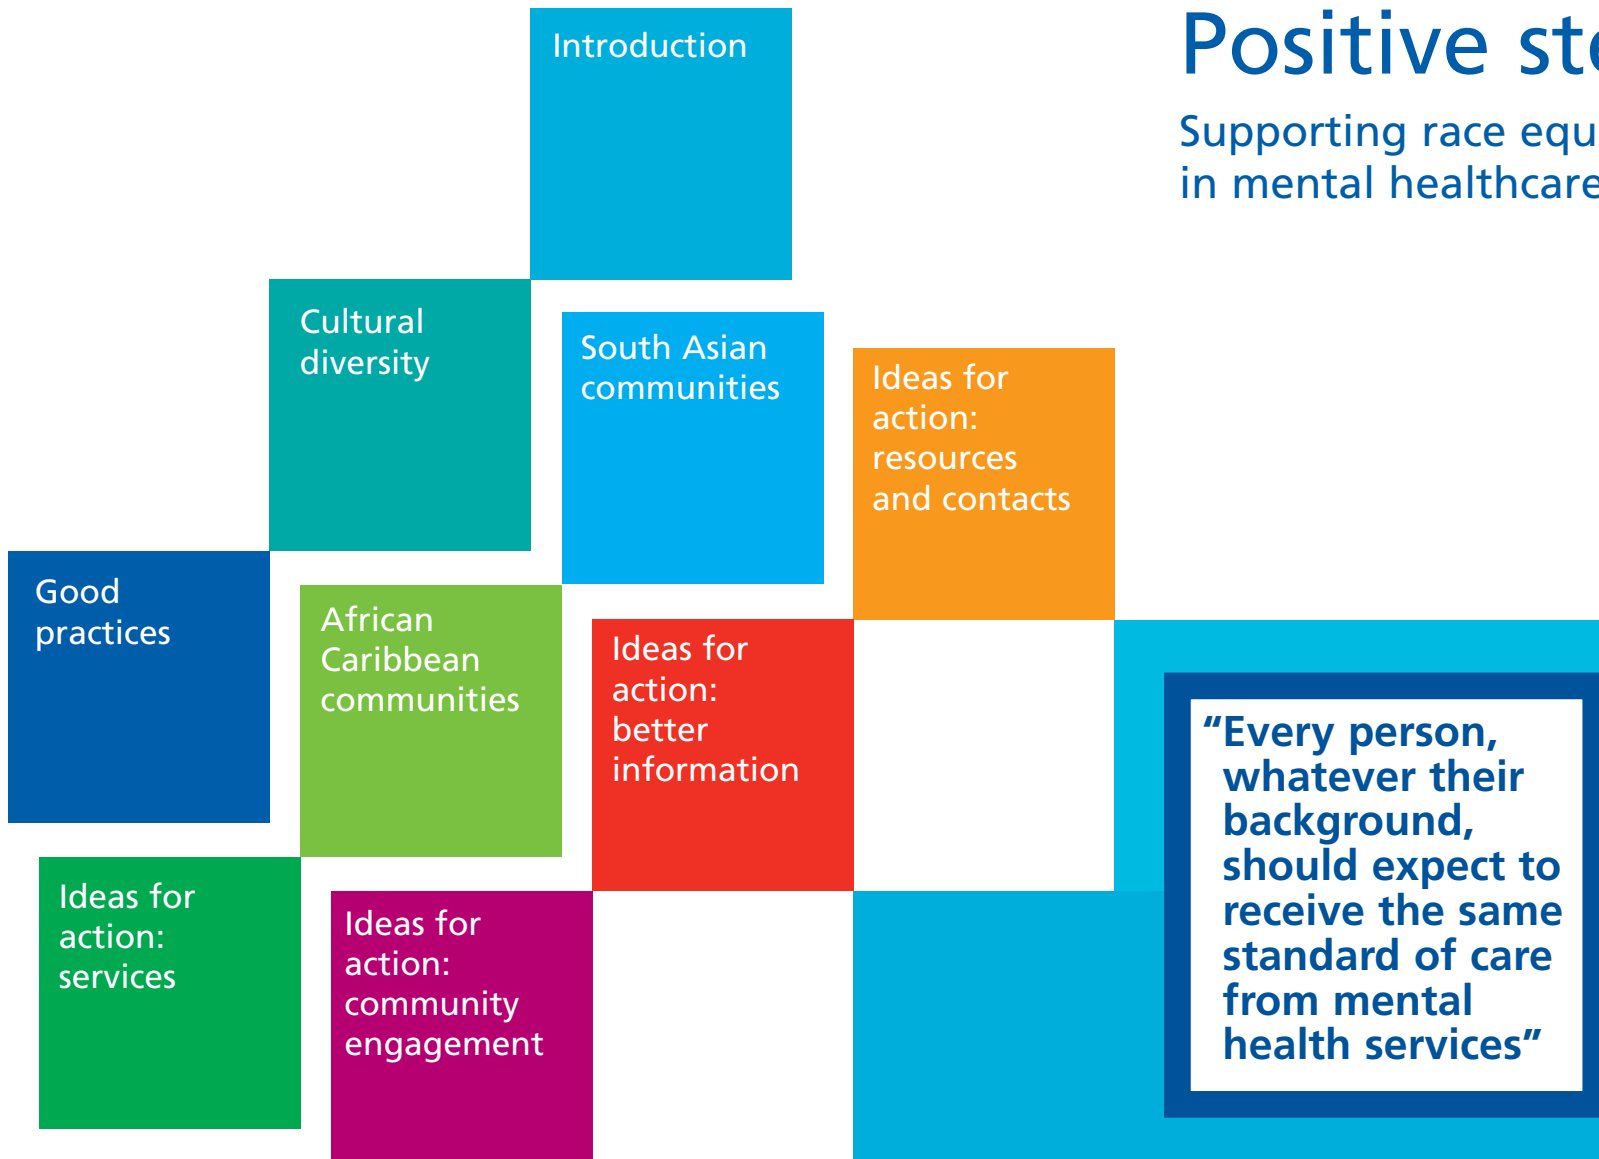 Positive ste
Supporting race equ
in mental healthcare
Introduction
Cultural
diversity
South Asian
communities
Ideas for
action:
resources
and contacts
Good
practices
African
Caribbean
communities
Ideas for
action:
better
information
Ideas for
action:
services
Ideas for
action:
community
engagement
“Every person,
whatever their
background,
should expect to
receive the same
standard of care
from mental
health services”